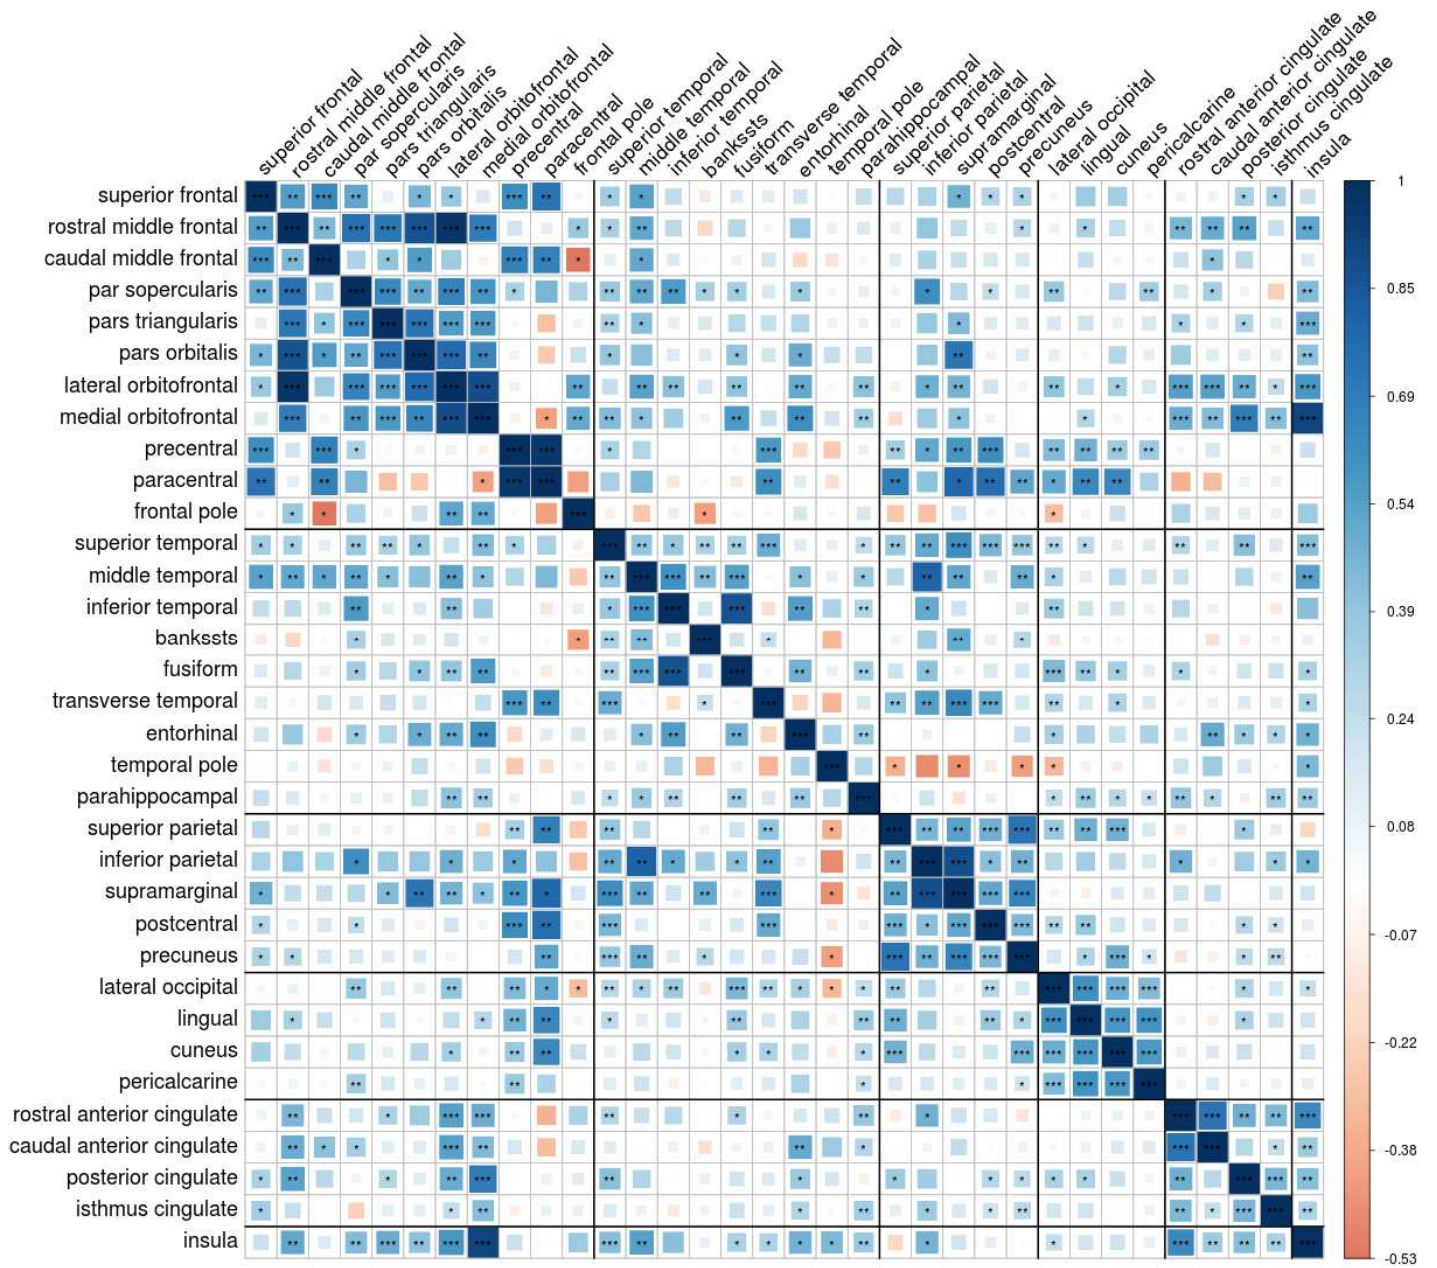 superior frontal
rostral middle frontal
caudal middle frontal
par sopercularis
pars triangularis
pars orbitalis
lateral orbitofrontal
medial orbitofrontal
precentral
paracentral
frontal pole
superior temporal
middle temporal
inferior temporal
bankssts
fusiform
transverse temporal
entorhinal
temporal pole
parahippocampal
superior parietal
inferior parietal
supramarginal
postcentral
precuneus
lateral occipital
lingual
cuneus
pericalcarine
rostral anterior cingulate
caudal anterior cingulate
posterior cingulate
isthmus cingulate
insula
superior frontal
rostral middle frontal
caudal middle frontal
par sopercularis
pars triangularis
pars orbitalis
lateral orbitofrontal
medial orbitofrontal
precentral
paracentral
frontal pole
superior temporal
middle temporal
inferior temporal
bankssts
fusiform
transverse temporal
entorhinal
temporal pole
parahippocampal
superior parietal
inferior parietal
supramarginal
postcentral
precuneus
lateral occipital
lingual
cuneus
pericalcarine
rostral anterior cingulate
caudal anterior cingulate
posterior cingulate
isthmus cingulate
insula
1
0.85
0.69
0.54
0.39
0.24
0.08
-0.07
-0.22
-0.38
-0.53